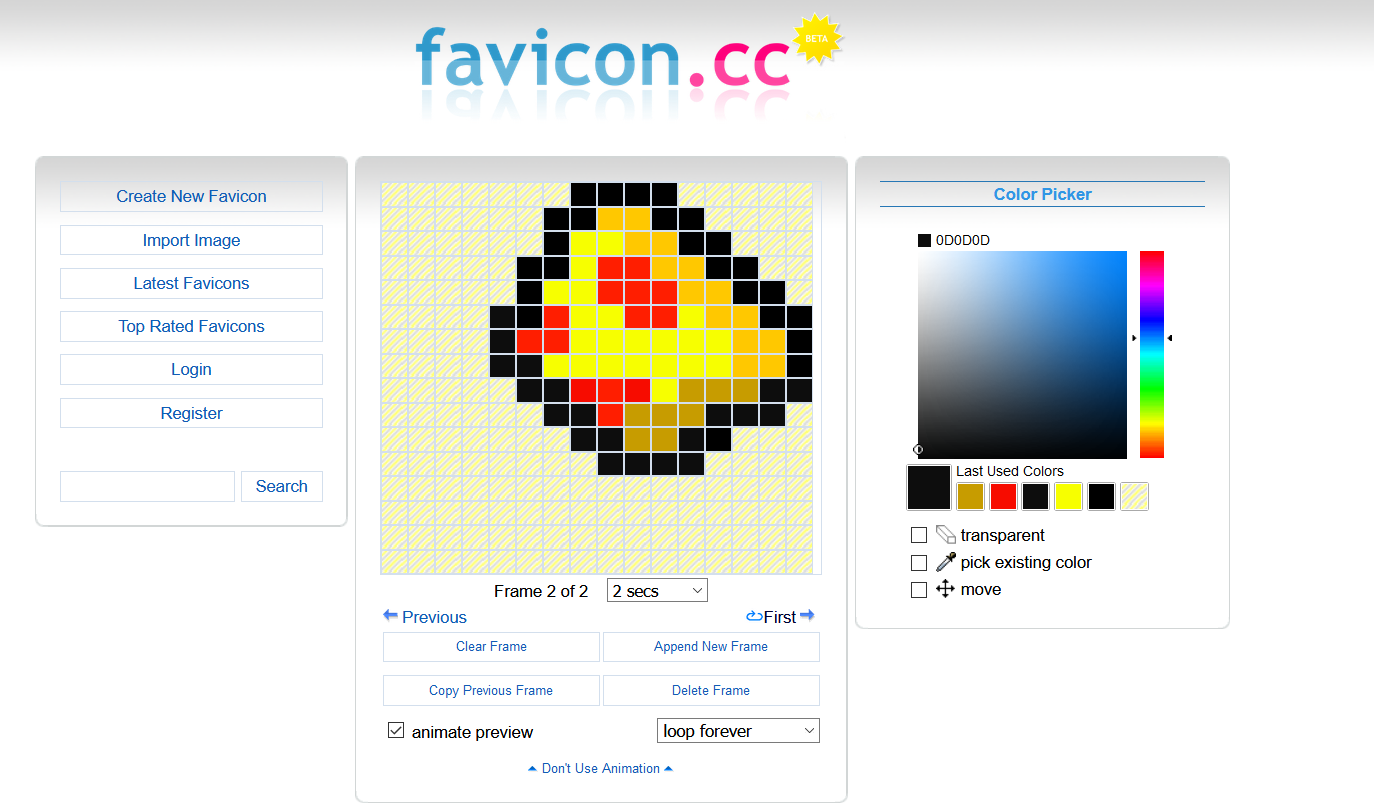 favicon.cc
BETA
Create New Favicon
Import Image
Latest Favicons
Top Rated Favicons
Login
Register
Search
Frame 2 of 2
2 secs
Previous
First
Clear Frame
Append New Frame
Copy Previous Frame
Delete Frame
animate preview
loop forever
Don't Use Animation
Color Picker
0D0D0D
Last Used Colors
transparent
pick existing color
move